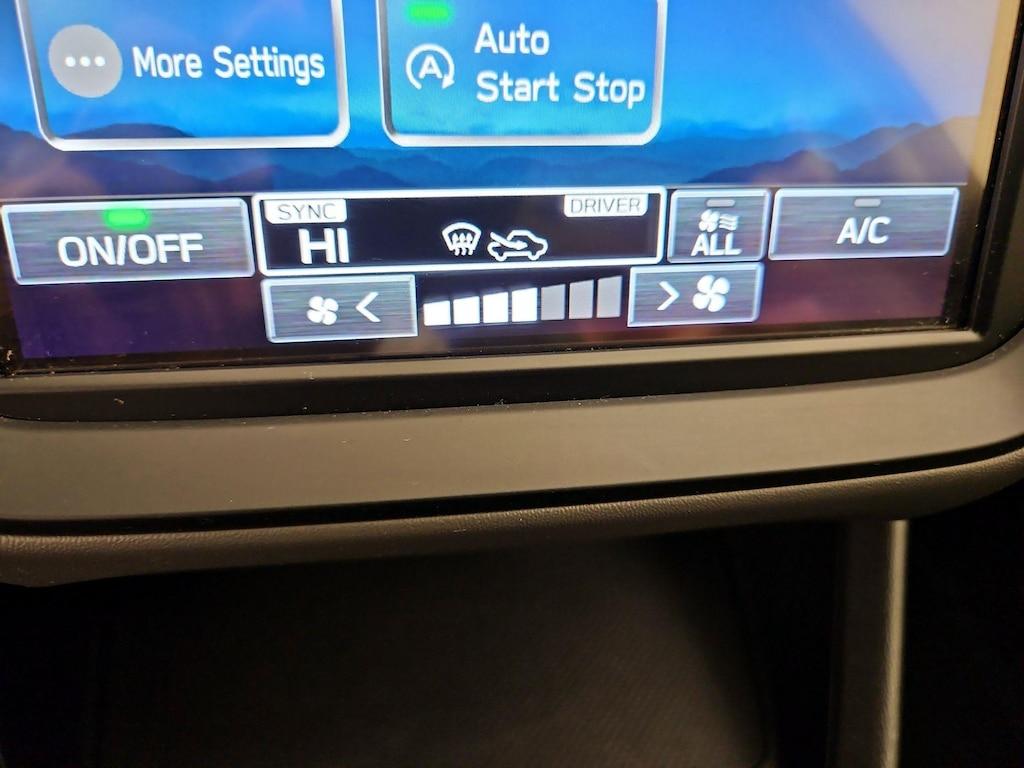 More Settings
Auto
Start Stop
ON/OFF
SYNC
HI
DRIVER
ALL
A/C